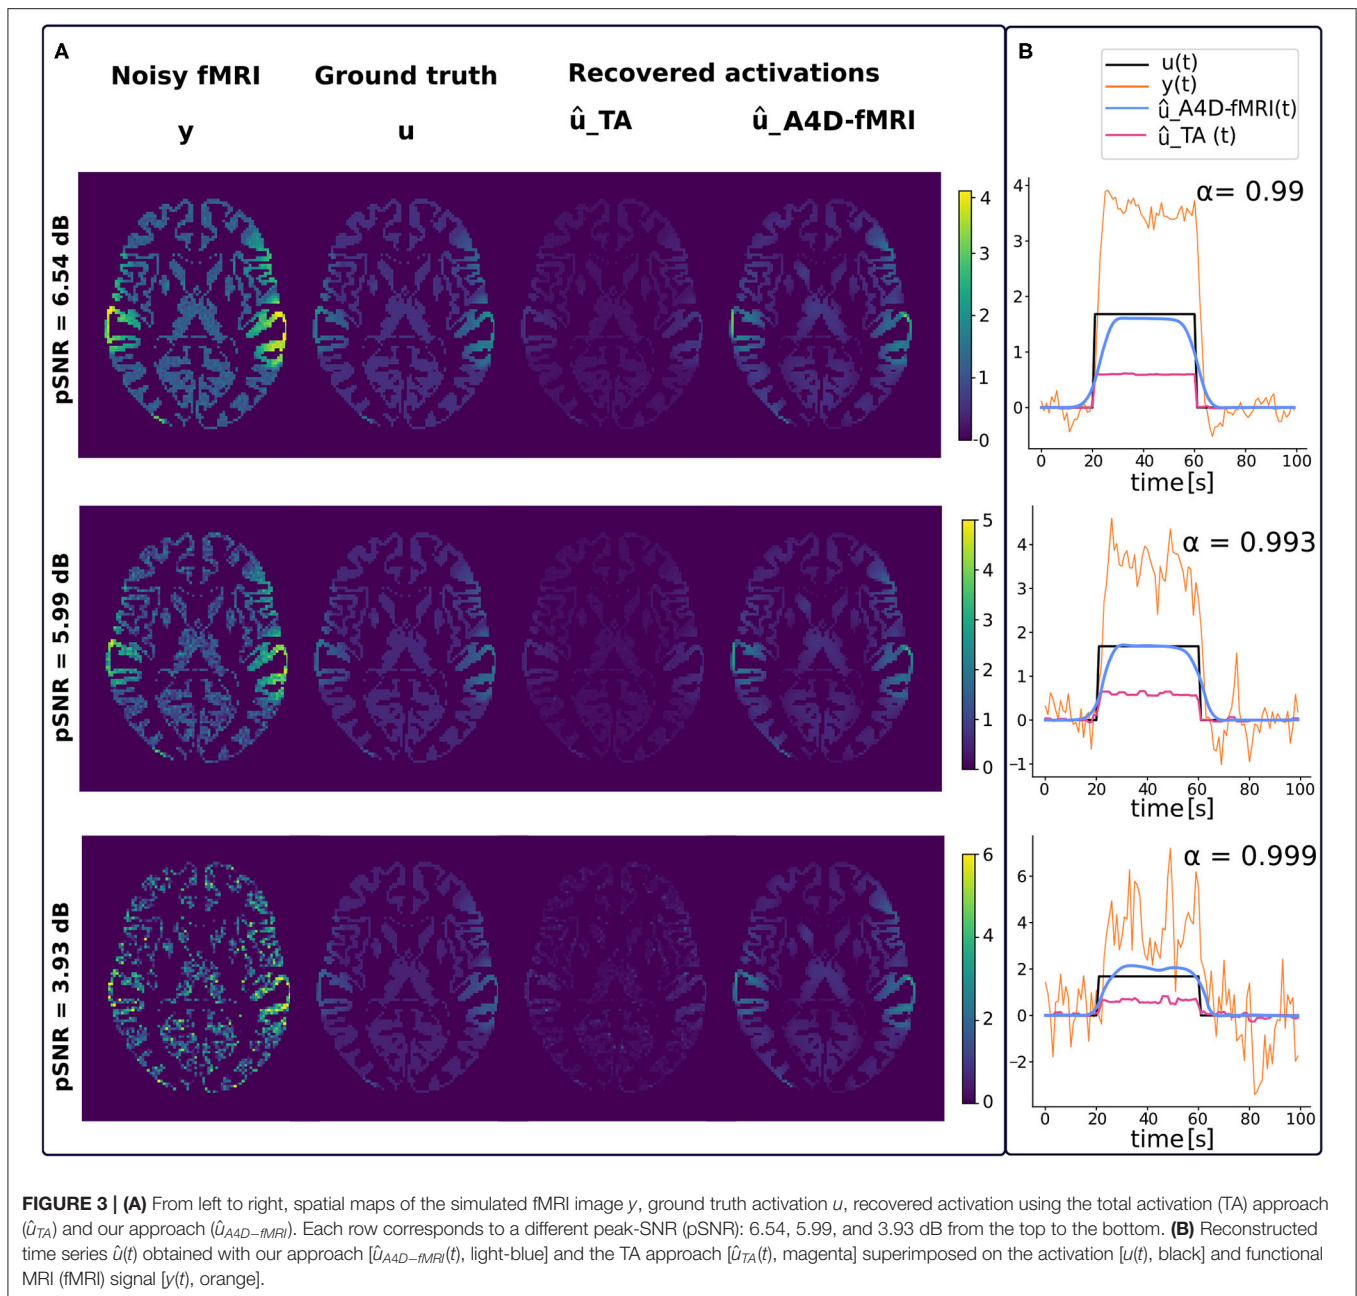 A
Noisy fMRI
Ground truth
Recovered activations
y
u
û_TA
û_A4D-fMRI
pSNR = 6.54 dB
4
3
2
1
0
pSNR = 5.99 dB
5
4
3
2
1
0
pSNR = 3.93 dB
6
4
2
0
B
u(t)
y(t)
û_A4D-fMRI(t)
û_TA (t)
α= 0.99
4
3
2
1
0
0 20 40 60 80 100
time[s]
α = 0.993
4
3
2
1
0
−1
0 20 40 60 80 100
time[s]
α = 0.999
6
4
2
0
−2
0 20 40 60 80 100
time[s]
FIGURE 3 | (A) From left to right, spatial maps of the simulated fMRI image y, ground truth activation u, recovered activation using the total activation (TA) approach
(ûTA) and our approach (ûA4D−fMRI). Each row corresponds to a different peak-SNR (pSNR): 6.54, 5.99, and 3.93 dB from the top to the bottom. (B) Reconstructed
time series û(t) obtained with our approach [ûA4D−fMRI(t), light-blue] and the TA approach [ûTA(t), magenta] superimposed on the activation [u(t), black] and functional
MRI (fMRI) signal [y(t), orange].